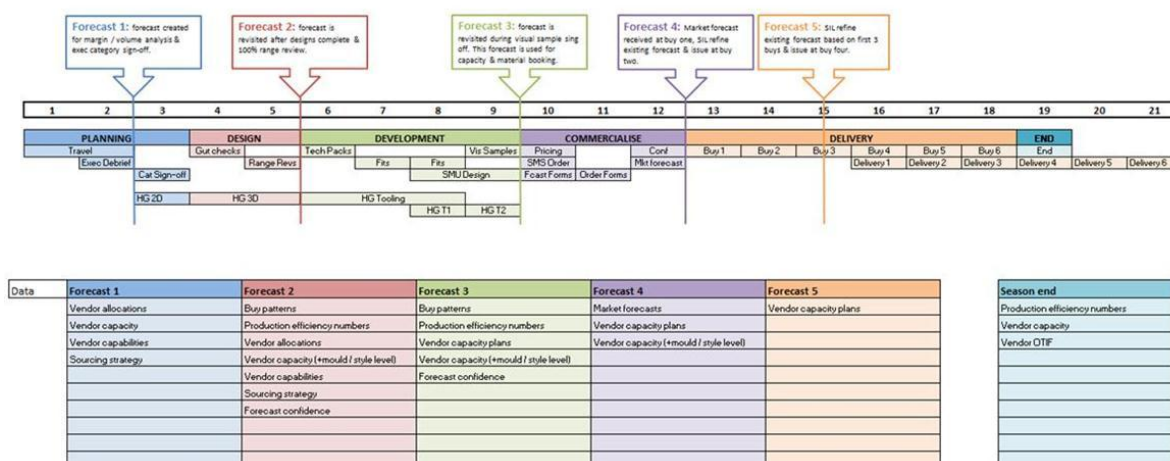 Forecast 1: forecast created
for margin / volume analysis &
exec category sign-off.
Forecast 2: forecast is
revisited after designs complete &
100% range review.
Forecast 3: forecast is
revisited during visual sample sing
off. This forecast is used for
capacity & material booking.
Forecast 4: Market forecast
received at buy one, SIL refine
existing forecast & issue at buy
two.
Forecast 5: SIL refine
existing forecast based on first 3
buys & issue at buy four.
1 2 3 4 5 6 7 8 9 10 11 12 13 14 15 16 17 18 19 20 21
PLANNING DESIGN DEVELOPMENT COMMERCIALISE DELIVERY END
Travel Gut checks Tech Packs Vis Samples Pricing Conf Buy 1 Buy 2 Buy 3 Buy 4 Buy 5 Buy 6 End
Exec Debrief Range Revs Fits Fits SMS Order Mkt forecast Delivery 1 Delivery 2 Delivery 3 Delivery 4 Delivery 5 Delivery 6
Cat Sign-off SMU Design Fcast Forms Order Forms
HG 2D HG 3D HG Tooling
HG T1 HG T2
Data Forecast 1 Forecast 2 Forecast 3 Forecast 4 Forecast 5 Season end
Vendor allocations Buy patterns Buy patterns Market forecasts Vendor capacity plans Production efficiency numbers
Vendor capacity Production efficiency numbers Production efficiency numbers Vendor capacity plans Vendor capacity
Vendor capabilities Vendor allocations Vendor capacity plans Vendor capacity (+mould / style level) Vendor OTIF
Sourcing strategy Vendor capacity (+mould / style level) Vendor capacity (+mould / style level)
Vendor capabilities Forecast confidence
Sourcing strategy
Forecast confidence